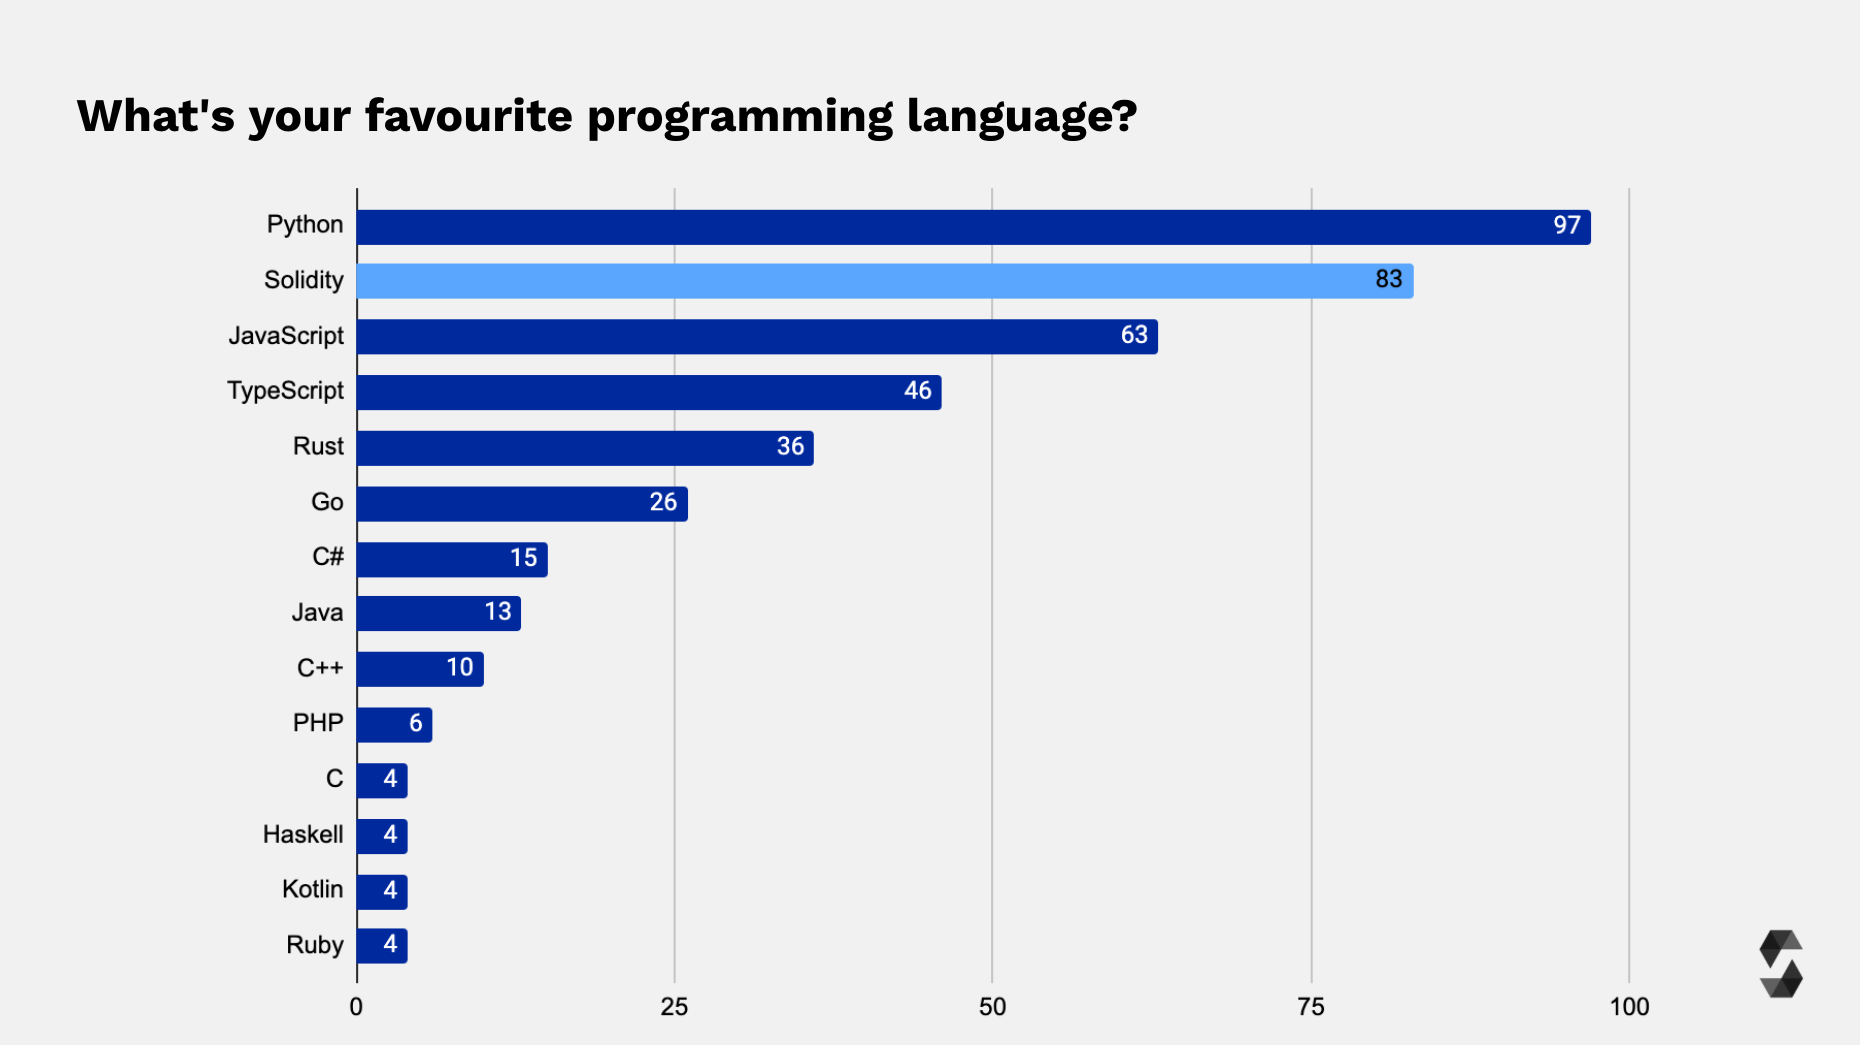 What's your favourite programming language?
Python 97
Solidity 83
JavaScript 63
TypeScript 46
Rust 36
Go 26
C# 15
Java 13
C++ 10
PHP 6
C 4
Haskell 4
Kotlin 4
Ruby 4
0 25 50 75 100